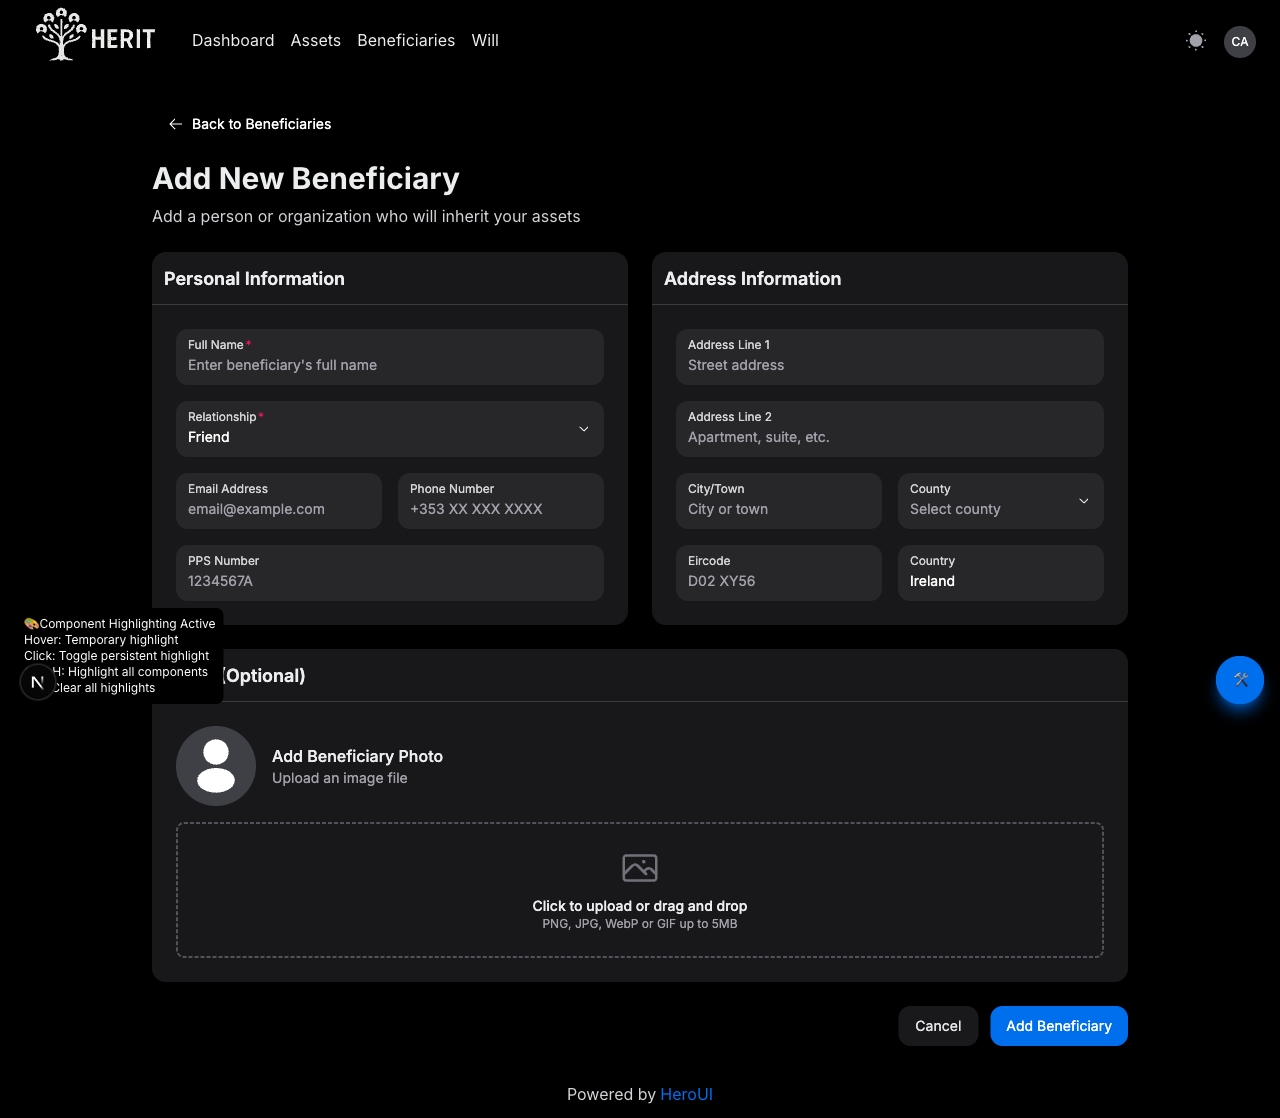 HERIT
Dashboard Assets Beneficiaries Will
CA
Back to Beneficiaries
Add New Beneficiary
Add a person or organization who will inherit your assets
Personal Information
Full Name*
Enter beneficiary's full name
Relationship*
Friend
Email Address
email@example.com
Phone Number
+353 XX XXX XXXX
PPS Number
1234567A
Address Information
Address Line 1
Street address
Address Line 2
Apartment, suite, etc.
City/Town
City or town
County
Select county
Eircode
D02 XY56
Country
Ireland
🎨Component Highlighting Active
Hover: Temporary highlight
Click: Toggle persistent highlight
H: Highlight all components
Clear all highlights
N
(Optional)
Add Beneficiary Photo
Upload an image file
Click to upload or drag and drop
PNG, JPG, WebP or GIF up to 5MB
Cancel
Add Beneficiary
Powered by HeroUI